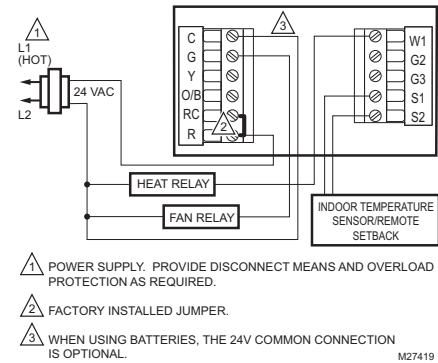 1
L1
(HOT)
24 VAC
L2
3
C
G
Y
O/B
RC
R
2
W1
G2
G3
S1
S2
HEAT RELAY
FAN RELAY
INDOOR TEMPERATURE
SENSOR/REMOTE
SETBACK
1 POWER SUPPLY. PROVIDE DISCONNECT MEANS AND OVERLOAD
PROTECTION AS REQUIRED.
2 FACTORY INSTALLED JUMPER.
3 WHEN USING BATTERIES, THE 24V COMMON CONNECTION
IS OPTIONAL.
M27419